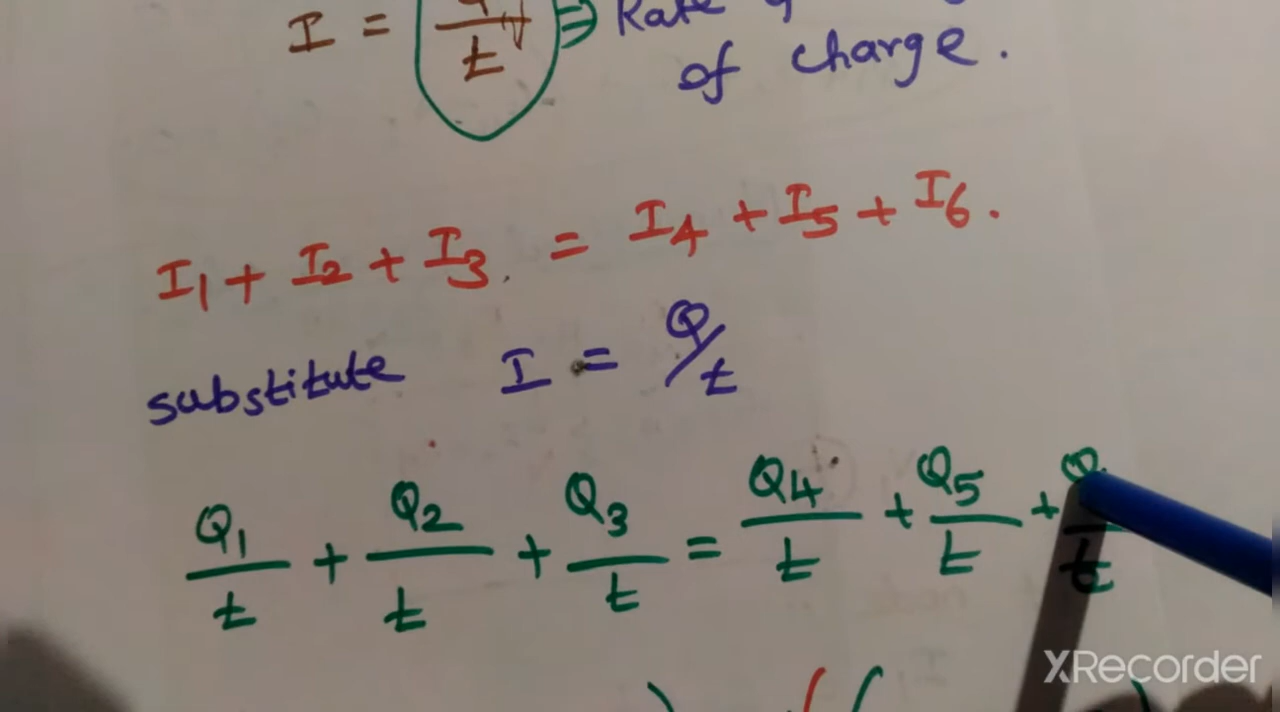 I = Q/t ⇒ Rate
of charge.
I₁ + I₂ + I₃ = I₄ + I₅ + I₆.
substitute I = Q/t
Q₁/t + Q₂/t + Q₃/t = Q₄/t + Q₅/t + Q/t
XRecorder